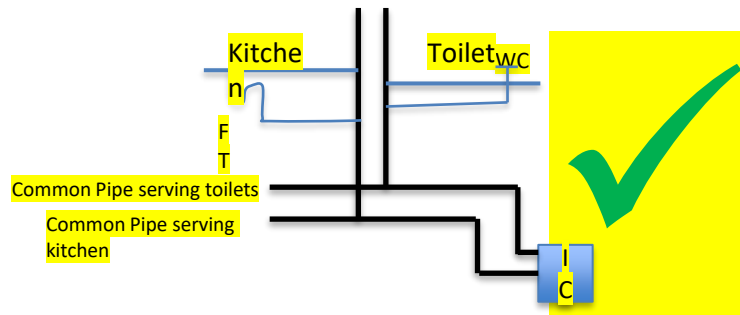 Kitche
n
Toilet WC
F
T
Common Pipe serving toilets
Common Pipe serving
kitchen
I
C